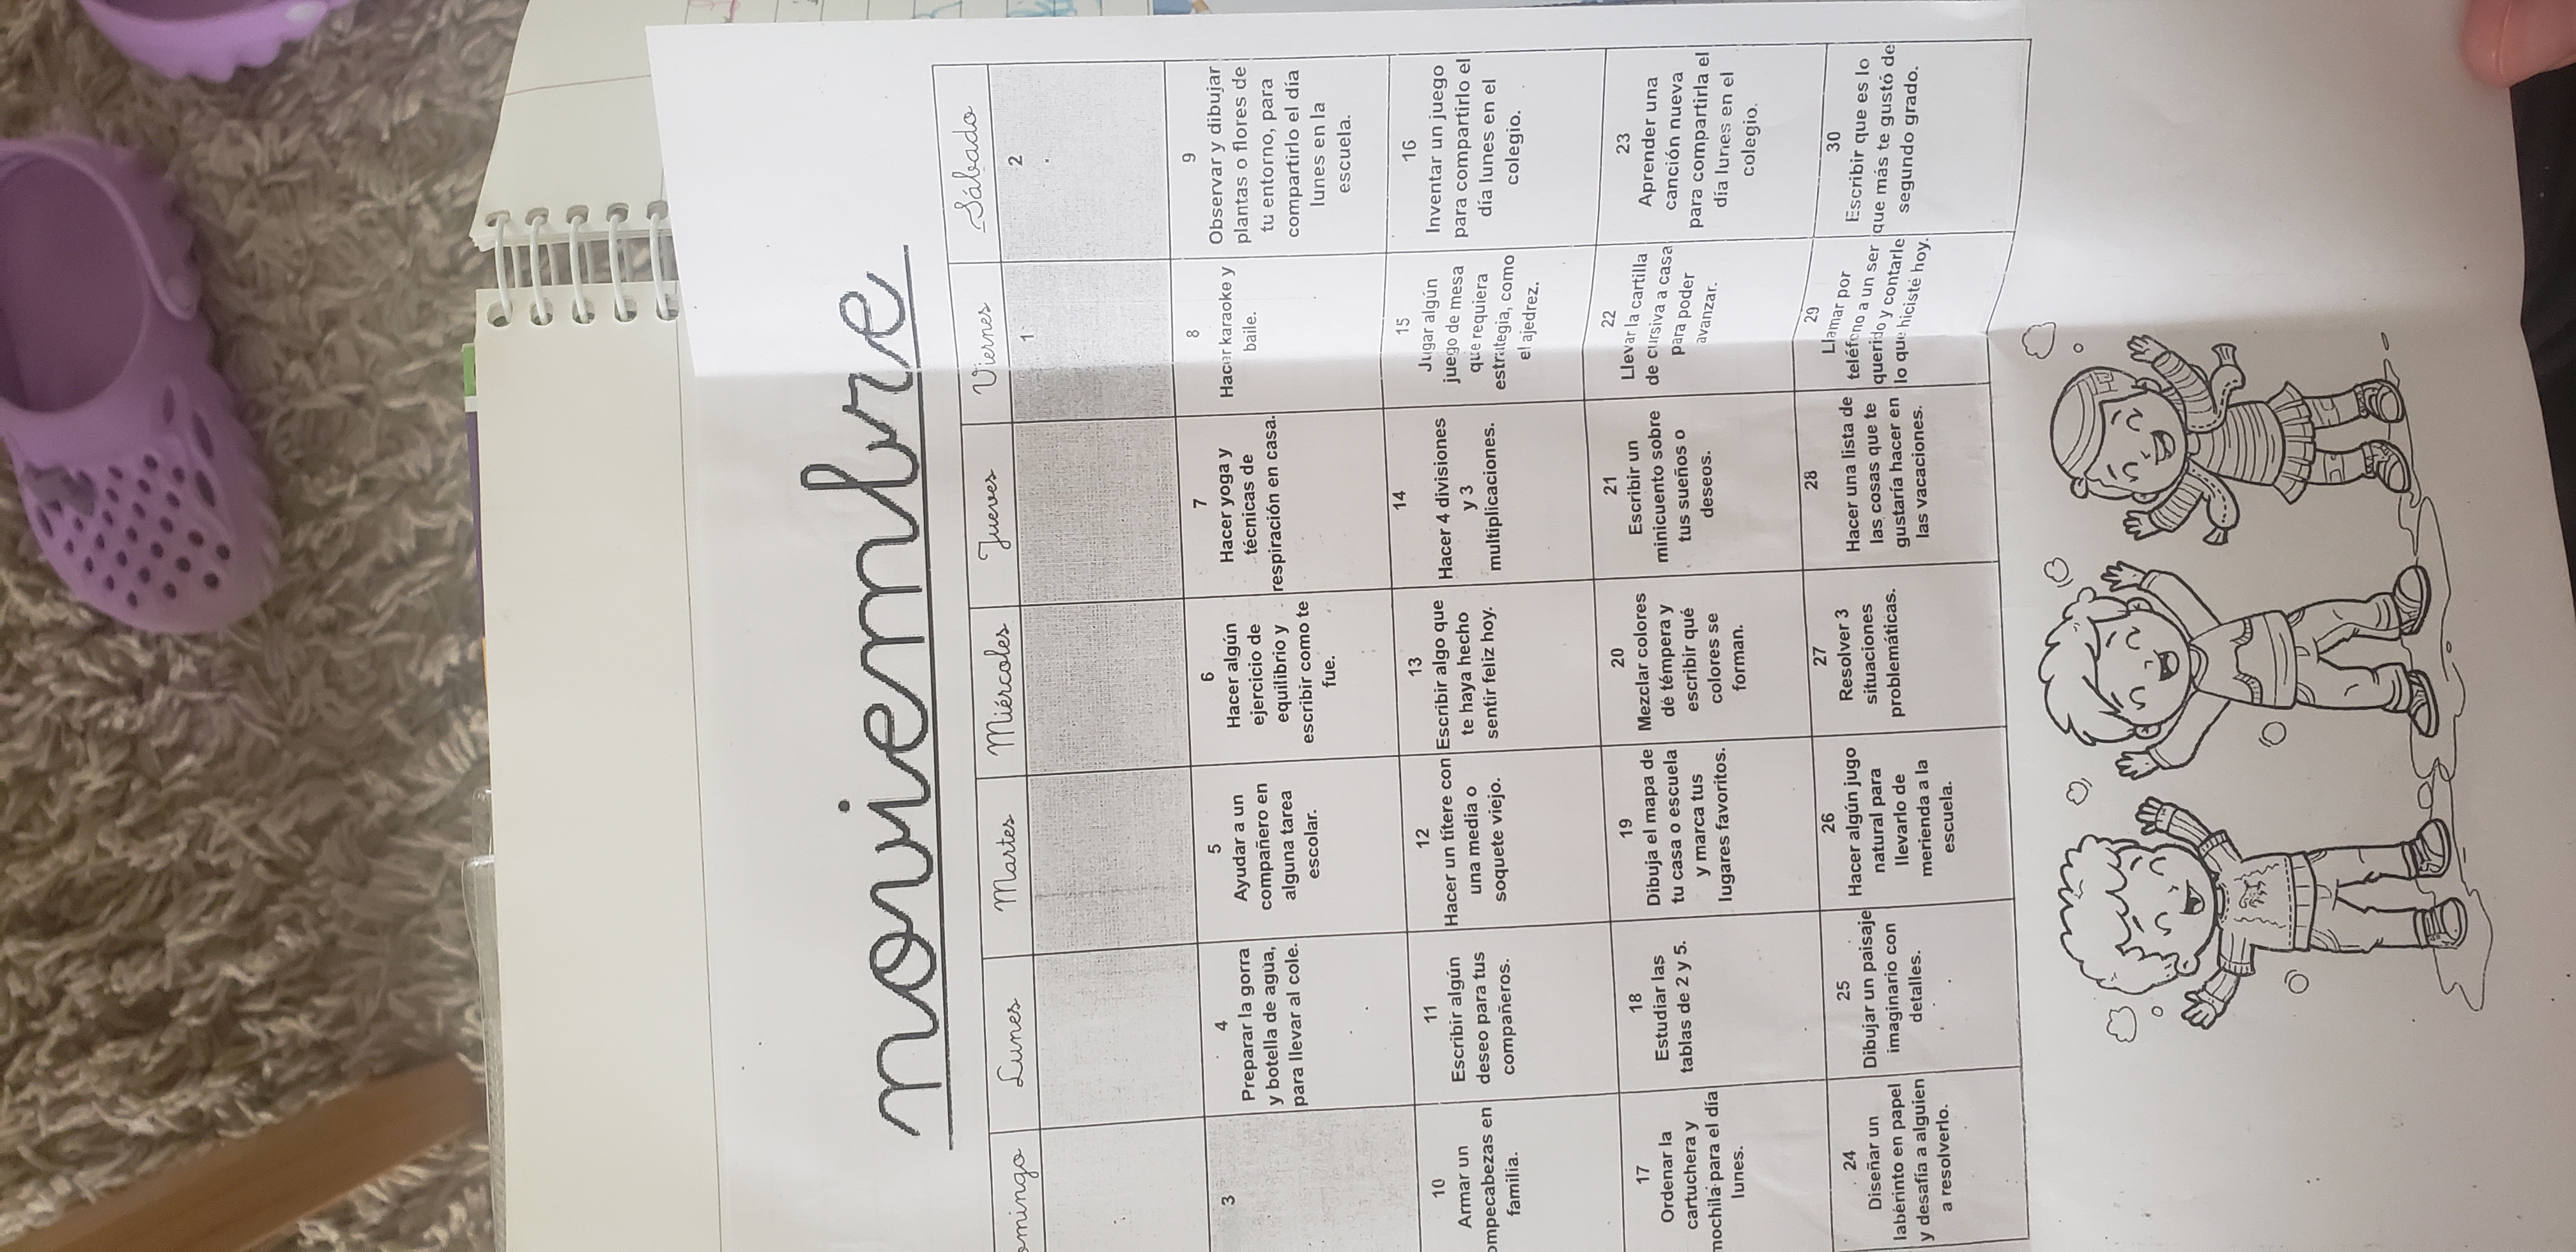 noviembre
omingo Lunes Martes Miércoles Jueves Viernes Sábado
1
2
3
4
Preparar la gorra
y botella de agua,
para llevar al cole.
5
Ayudar a un
compañero en
alguna tarea
escolar.
6
Hacer algún
ejercicio de
equilibrio y
escribir como te
fue.
7
Hacer yoga y
técnicas de
respiración en casa.
8
Hacer karaoke y
baile.
9
Observar y dibujar
plantas o flores de
tu entorno, para
compartirlo el día
lunes en la
escuela.
10
Armar un
ompecabezas en
familia.
11
Escribir algún
deseo para tus
compañeros.
12
Hacer un títere con
una media o
soquete viejo.
13
Escribir algo que
te haya hecho
sentir feliz hoy.
14
Hacer 4 divisiones
y 3
multiplicaciones.
15
Jugar algún
juego de mesa
que requiera
estrategia, como
el ajedrez.
16
Inventar un juego
para compartirlo el
día lunes en el
colegio.
17
Ordenar la
cartuchera y
mochila para el día
lunes.
18
Estudiar las
tablas de 2 y 5.
19
Dibuja el mapa de
tu casa o escuela
y marca tus
lugares favoritos.
20
Mezclar colores
de témpera y
escribir qué
colores se
forman.
21
Escribir un
minicuento sobre
tus sueños o
deseos.
22
Llevar la cartilla
de cursiva a casa
para poder
avanzar.
23
Aprender una
canción nueva
para compartirla el
día lunes en el
colegio.
24
Diseñar un
laberinto en papel
y desafía a alguien
a resolverlo.
25
Dibujar un paisaje
imaginario con
detalles.
26
Hacer algún jugo
natural para
llevarlo de
merienda a la
escuela.
27
Resolver 3
situaciones
problemáticas.
28
Hacer una lista de
las cosas que te
gustaría hacer en
las vacaciones.
29
Llamar por
teléfono a un ser
querido y contarle
lo que hiciste hoy.
30
Escribir que es lo
que más te gustó de
segundo grado.